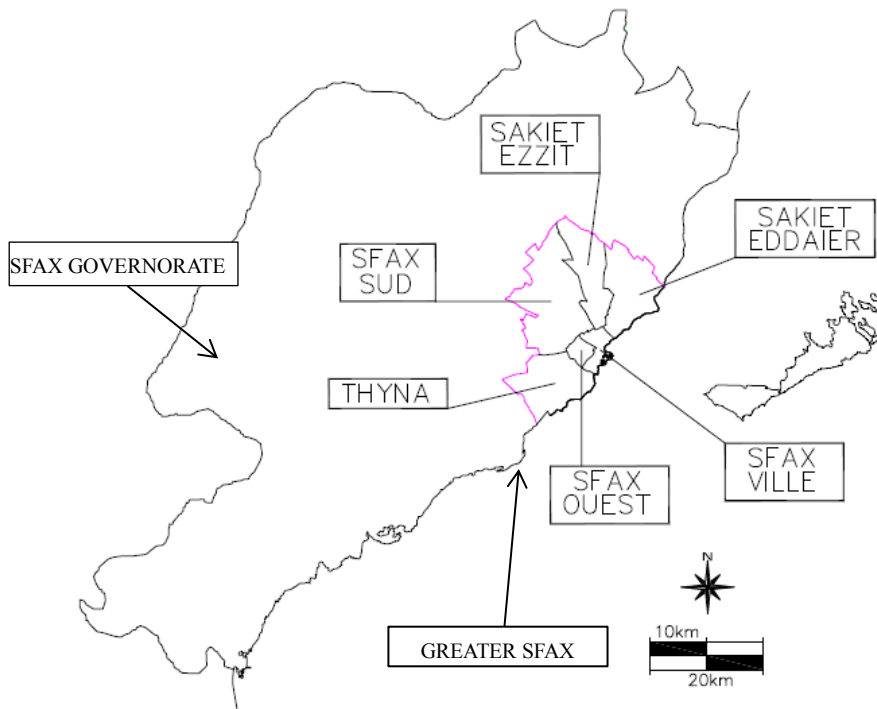 SAKIET
EZZIT
SAKIET
EDDAIER
SFAX GOVERNORATE
SFAX
SUD
THYNA
SFAX
OUEST
SFAX
VILLE
GREATER SFAX
N
10km
20km